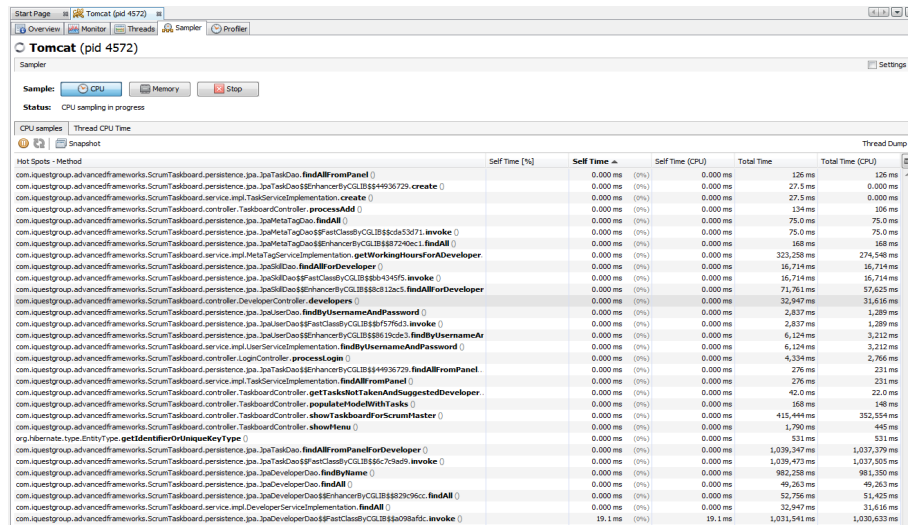 Start Page Tomcat (pid 4572)
Overview Monitor Threads Sampler Profiler
Tomcat (pid 4572)
Sampler Settings
Sample: CPU Memory Stop
Status: CPU sampling in progress
CPU samples Thread CPU Time
Snapshot Thread Dump
Hot Spots - Method Self Time [%] Self Time Self Time (CPU) Total Time Total Time (CPU)
com.iquestgroup.advancedframeworks.ScrumTaskboard.persistence.jpa.JpaTaskDao.findAllFromPanel () 0.000 ms (0%) 0.000 ms 126 ms 126 ms
com.iquestgroup.advancedframeworks.ScrumTaskboard.persistence.jpa.JpaTaskDao$$EnhancerByCGLIB$$44936729.create () 0.000 ms (0%) 0.000 ms 27.5 ms 0.000 ms
com.iquestgroup.advancedframeworks.ScrumTaskboard.service.impl.TaskServiceImplementation.create () 0.000 ms (0%) 0.000 ms 27.5 ms 0.000 ms
com.iquestgroup.advancedframeworks.ScrumTaskboard.controller.TaskboardController.processAdd () 0.000 ms (0%) 0.000 ms 134 ms 106 ms
com.iquestgroup.advancedframeworks.ScrumTaskboard.persistence.jpa.JpaMetaTagDao.findAll () 0.000 ms (0%) 0.000 ms 75.0 ms 75.0 ms
com.iquestgroup.advancedframeworks.ScrumTaskboard.persistence.jpa.JpaMetaTagDao$$FastClassByCGLIB$$cda53d71.invoke () 0.000 ms (0%) 0.000 ms 75.0 ms 75.0 ms
com.iquestgroup.advancedframeworks.ScrumTaskboard.persistence.jpa.JpaMetaTagDao$$EnhancerByCGLIB$$87240ec1.findAll () 0.000 ms (0%) 0.000 ms 168 ms 168 ms
com.iquestgroup.advancedframeworks.ScrumTaskboard.service.impl.MetaTagServiceImplementation.getWorkingHoursForADeveloper. 0.000 ms (0%) 0.000 ms 323,258 ms 274,548 ms
com.iquestgroup.advancedframeworks.ScrumTaskboard.persistence.jpa.JpaSkillDao.findAllForDeveloper () 0.000 ms (0%) 0.000 ms 16,714 ms 16,714 ms
com.iquestgroup.advancedframeworks.ScrumTaskboard.persistence.jpa.JpaSkillDao$$FastClassByCGLIB$$bb4345f5.invoke () 0.000 ms (0%) 0.000 ms 16,714 ms 16,714 ms
com.iquestgroup.advancedframeworks.ScrumTaskboard.persistence.jpa.JpaSkillDao$$EnhancerByCGLIB$$8c812ac5.findAllForDeveloper 0.000 ms (0%) 0.000 ms 71,761 ms 57,625 ms
com.iquestgroup.advancedframeworks.ScrumTaskboard.controller.DeveloperController.developers () 0.000 ms (0%) 0.000 ms 32,947 ms 31,616 ms
com.iquestgroup.advancedframeworks.ScrumTaskboard.persistence.jpa.JpaUserDao.findByUsernameAndPassword () 0.000 ms (0%) 0.000 ms 2,837 ms 1,289 ms
com.iquestgroup.advancedframeworks.ScrumTaskboard.persistence.jpa.JpaUserDao$$FastClassByCGLIB$$bf57f6d3.invoke () 0.000 ms (0%) 0.000 ms 2,837 ms 1,289 ms
com.iquestgroup.advancedframeworks.ScrumTaskboard.persistence.jpa.JpaUserDao$$EnhancerByCGLIB$$8619cde3.findByUsernameAr 0.000 ms (0%) 0.000 ms 6,124 ms 3,212 ms
com.iquestgroup.advancedframeworks.ScrumTaskboard.service.impl.UserServiceImplementation.findByUsernameAndPassword () 0.000 ms (0%) 0.000 ms 6,124 ms 3,212 ms
com.iquestgroup.advancedframeworks.ScrumTaskboard.controller.LoginController.processLogin () 0.000 ms (0%) 0.000 ms 4,334 ms 2,766 ms
com.iquestgroup.advancedframeworks.ScrumTaskboard.persistence.jpa.JpaTaskDao$$EnhancerByCGLIB$$44936729.findAllFromPanel.. 0.000 ms (0%) 0.000 ms 276 ms 231 ms
com.iquestgroup.advancedframeworks.ScrumTaskboard.service.impl.TaskServiceImplementation.findAllFromPanel () 0.000 ms (0%) 0.000 ms 276 ms 231 ms
com.iquestgroup.advancedframeworks.ScrumTaskboard.controller.TaskboardController.getTasksNotTakenAndSuggestedDeveloper.. 0.000 ms (0%) 0.000 ms 42.0 ms 22.0 ms
com.iquestgroup.advancedframeworks.ScrumTaskboard.controller.TaskboardController.populateModelWithTasks () 0.000 ms (0%) 0.000 ms 168 ms 148 ms
com.iquestgroup.advancedframeworks.ScrumTaskboard.controller.TaskboardController.showTaskboardForScrumMaster () 0.000 ms (0%) 0.000 ms 415,444 ms 352,554 ms
com.iquestgroup.advancedframeworks.ScrumTaskboard.controller.TaskboardController.showMenu () 0.000 ms (0%) 0.000 ms 1,790 ms 445 ms
org.hibernate.type.EntityType.getIdentifierOrUniqueKeyType () 0.000 ms (0%) 0.000 ms 531 ms 531 ms
com.iquestgroup.advancedframeworks.ScrumTaskboard.persistence.jpa.JpaTaskDao.findAllFromPanelForDeveloper () 0.000 ms (0%) 0.000 ms 1,039,347 ms 1,037,379 ms
com.iquestgroup.advancedframeworks.ScrumTaskboard.persistence.jpa.JpaTaskDao$$FastClassByCGLIB$$6c7c9ad9.invoke () 0.000 ms (0%) 0.000 ms 1,039,473 ms 1,037,505 ms
com.iquestgroup.advancedframeworks.ScrumTaskboard.persistence.jpa.JpaDeveloperDao.findByName () 0.000 ms (0%) 0.000 ms 982,258 ms 981,350 ms
com.iquestgroup.advancedframeworks.ScrumTaskboard.persistence.jpa.JpaDeveloperDao.findAll () 0.000 ms (0%) 0.000 ms 49,263 ms 49,263 ms
com.iquestgroup.advancedframeworks.ScrumTaskboard.persistence.jpa.JpaDeveloperDao$$EnhancerByCGLIB$$829c96cc.findAll () 0.000 ms (0%) 0.000 ms 52,756 ms 51,425 ms
com.iquestgroup.advancedframeworks.ScrumTaskboard.service.impl.DeveloperServiceImplementation.findAll () 0.000 ms (0%) 0.000 ms 32,947 ms 31,616 ms
com.iquestgroup.advancedframeworks.ScrumTaskboard.persistence.jpa.JpaDeveloperDao$$FastClassByCGLIB$$a098afdc.invoke () 19.1 ms (0%) 19.1 ms 1,031,541 ms 1,030,633 ms